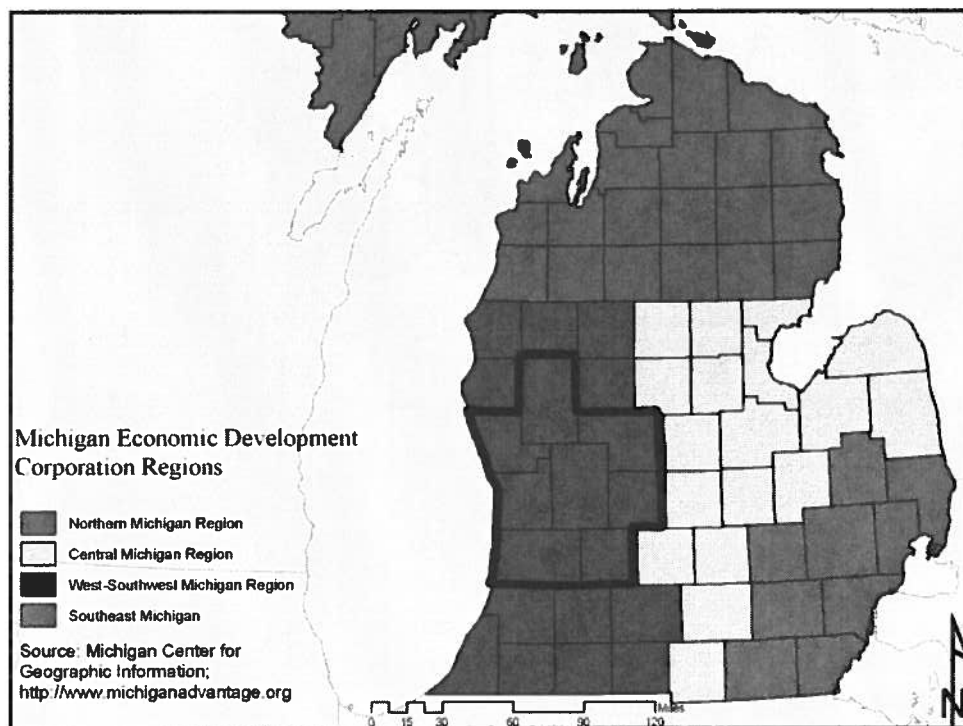 Michigan Economic Development
Corporation Regions
Northern Michigan Region
Central Michigan Region
West-Southwest Michigan Region
Southeast Michigan
Source: Michigan Center for
Geographic Information;
http://www.michiganadvantage.org
Miles
0 15 30 60 90 120
N